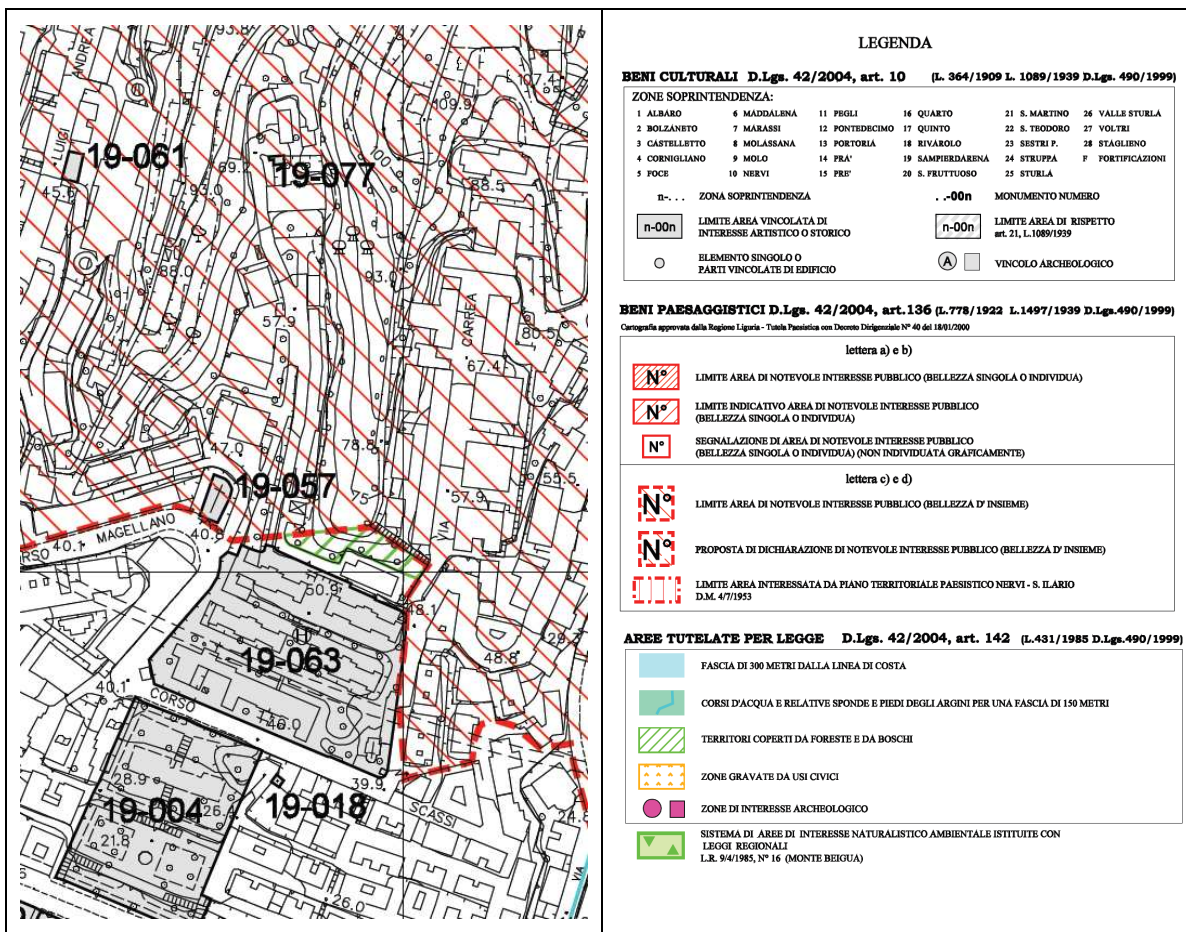 93.8
ANDREA
107.4
109.9
LUIGI
19-061
69.2
100
19-077
45.6
93.0
88.5
88.0
93.0
CARREA
57.9
80.5
67.4
47.0
78.8
19-057
55.5
75
57.9
MAGELLANO
40.8
VIA
40.1
50.9
48.1
29.2
19-063
48.8
40.1
CORSO
46.0
28.9
39.9
19-004
26.4
19-018
SCASSI
24.8
21.8
VIA
26.0
LEGENDA
BENI CULTURALI D.Lgs. 42/2004, art. 10 (L. 364/1909 L. 1089/1939 D.Lgs. 490/1999)
ZONE SOPRINTENDENZA:
1 ALBARO 6 MADDALENA 11 PEGLI 16 QUARTO 21 S. MARTINO 26 VALLE STURLA
2 BOLZANETO 7 MARASSI 12 PONTEDECIMO 17 QUINTO 22 S. TEODORO 27 VOLTRI
3 CASTELLETTO 8 MOLASSANA 13 PORTORIA 18 RIVAROLO 23 SESTRI P. 28 STAGLIENO
4 CORNIGLIANO 9 MOLO 14 PRA' 19 SAMPIERDARENA 24 STRUPPA F FORTIFICAZIONI
5 FOCE 10 NERVI 15 PRE' 20 S. FRUTTUOSO 25 STURLA
n-... ZONA SOPRINTENDENZA ..-00n MONUMENTO NUMERO
n-00n LIMITE AREA VINCOLATA DI
INTERESSE ARTISTICO O STORICO
n-00n LIMITE AREA DI RISPETTO
art. 21, L.1089/1939
ELEMENTO SINGOLO O
PARTI VINCOLATE DI EDIFICIO
A VINCOLO ARCHEOLOGICO
BENI PAESAGGISTICI D.Lgs. 42/2004, art.136 (L.778/1922 L.1497/1939 D.Lgs.490/1999)
Cartografia approvata dalla Regione Liguria - Tutela Paesistica con Decreto Dirigenziale N° 40 del 18/01/2000
lettera a) e b)
N° LIMITE AREA DI NOTEVOLE INTERESSE PUBBLICO (BELLEZZA SINGOLA O INDIVIDUA)
N° LIMITE INDICATIVO AREA DI NOTEVOLE INTERESSE PUBBLICO
(BELLEZZA SINGOLA O INDIVIDUA)
N° SEGNALAZIONE DI AREA DI NOTEVOLE INTERESSE PUBBLICO
(BELLEZZA SINGOLA O INDIVIDUA) (NON INDIVIDUATA GRAFICAMENTE)
lettera c) e d)
N° LIMITE AREA DI NOTEVOLE INTERESSE PUBBLICO (BELLEZZA D' INSIEME)
N° PROPOSTA DI DICHIARAZIONE DI NOTEVOLE INTERESSE PUBBLICO (BELLEZZA D' INSIEME)
LIMITE AREA INTERESSATA DA PIANO TERRITORIALE PAESISTICO NERVI - S. ILARIO
D.M. 4/7/1953
AREE TUTELATE PER LEGGE D.Lgs. 42/2004, art. 142 (L.431/1985 D.Lgs.490/1999)
FASCIA DI 300 METRI DALLA LINEA DI COSTA
CORSI D'ACQUA E RELATIVE SPONDE E PIEDI DEGLI ARGINI PER UNA FASCIA DI 150 METRI
TERRITORI COPERTI DA FORESTE E DA BOSCHI
ZONE GRAVATE DA USI CIVICI
ZONE DI INTERESSE ARCHEOLOGICO
SISTEMA DI AREE DI INTERESSE NATURALISTICO AMBIENTALE ISTITUITE CON
LEGGI REGIONALI
L.R. 9/4/1985, N° 16 (MONTE BEIGUA)